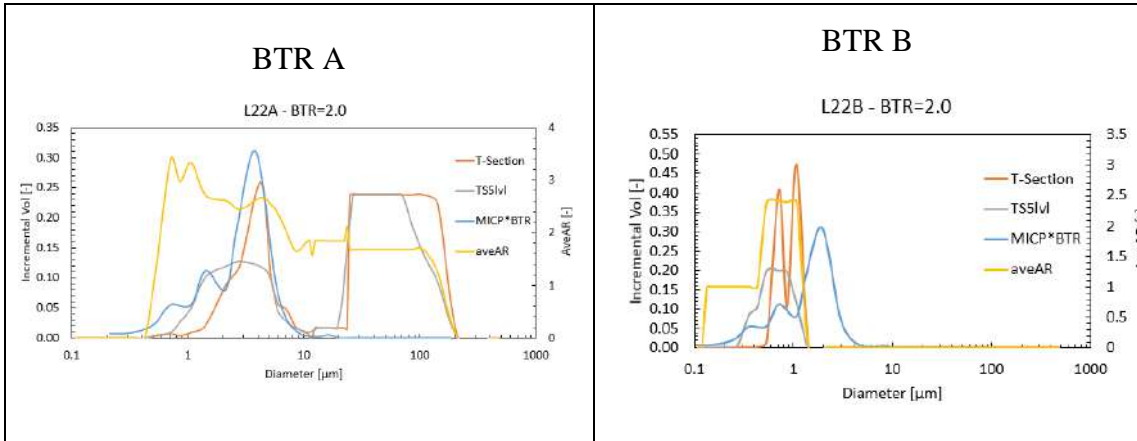 BTR A
L22A - BTR=2.0
0.35
0.30
0.25
0.20
0.15
0.10
0.05
0.00
Incremental Vol [-]
4
3
2
1
0
AveAR [-]
T-Section
TS5lvl
MICP*BTR
aveAR
0.1 1 10 100 1000
Diameter [µm]
BTR B
L22B - BTR=2.0
0.55
0.50
0.45
0.40
0.35
0.30
0.25
0.20
0.15
0.10
0.05
0.00
Incremental Vol [-]
3.5
3
2.5
2
1.5
1
0.5
0
T-Section
TS5lvl
MICP*BTR
aveAR
0.1 1 10 100 1000
Diameter [µm]